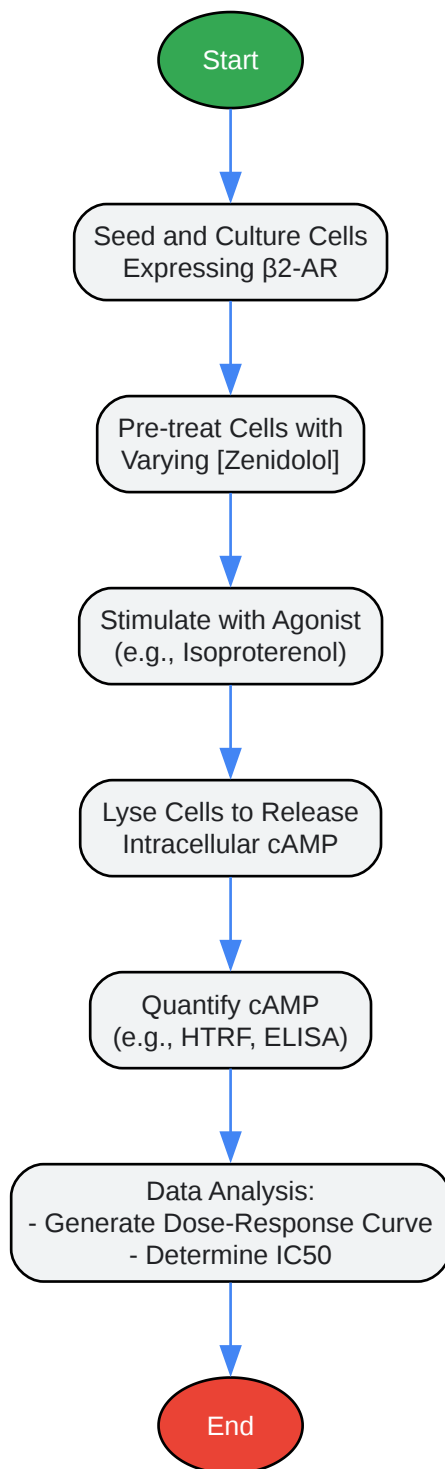 Start
Seed and Culture Cells
Expressing β2-AR
Pre-treat Cells with
Varying [Zenidolol]
Stimulate with Agonist
(e.g., Isoproterenol)
Lyse Cells to Release
Intracellular cAMP
Quantify cAMP
(e.g., HTRF, ELISA)
Data Analysis:
- Generate Dose-Response Curve
- Determine IC50
End